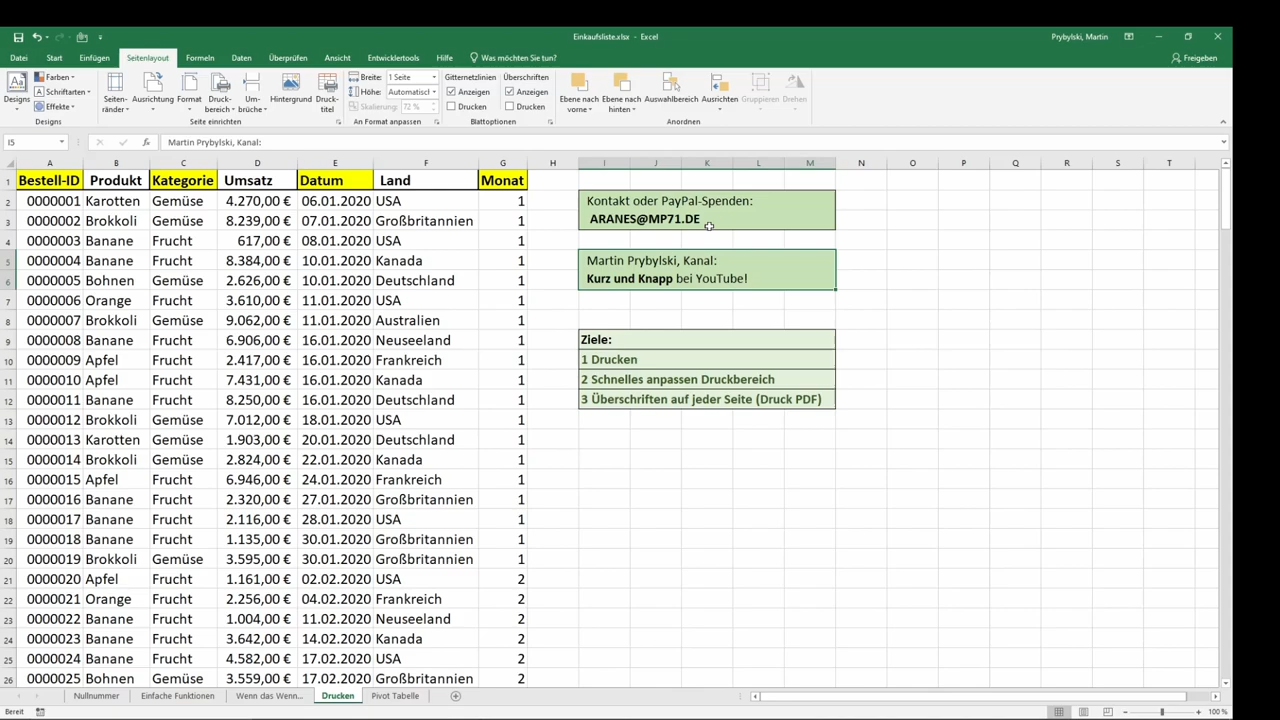 Einkaufsliste.xlsx - Excel
Prybylski, Martin
Datei Start Einfügen Seitenlayout Formeln Daten Überprüfen Ansicht Entwicklertools Hilfe Was möchten Sie tun? Freigeben
Designs
Farben
Schriftarten
Effekte
Designs
Seiten-
ränder
Ausrichtung
Format
Druck-
bereich
Um-
brüche
Hintergrund
Druck-
titel
Seite einrichten
Breite: 1 Seite
Höhe: Automatiscl
Skalierung: 72 %
An Format anpassen
Gitternetzlinien Überschriften
Anzeigen Anzeigen
Drucken Drucken
Blattoptionen
Ebene nach
vorne
Ebene nach
hinten
Auswahlbereich
Ausrichten
Gruppieren
Drehen
Anordnen
I5 fx Martin Prybylski, Kanal:
A B C D E F G H I J K L M N O P Q R S T
1 Bestell-ID Produkt Kategorie Umsatz Datum Land Monat
2 0000001 Karotten Gemüse 4.270,00 € 06.01.2020 USA 1
3 0000002 Brokkoli Gemüse 8.239,00 € 07.01.2020 Großbritannien 1
4 0000003 Banane Frucht 617,00 € 08.01.2020 USA 1
5 0000004 Banane Frucht 8.384,00 € 10.01.2020 Kanada 1
6 0000005 Bohnen Gemüse 2.626,00 € 10.01.2020 Deutschland 1
7 0000006 Orange Frucht 3.610,00 € 11.01.2020 USA 1
8 0000007 Brokkoli Gemüse 9.062,00 € 11.01.2020 Australien 1
9 0000008 Banane Frucht 6.906,00 € 16.01.2020 Neuseeland 1
10 0000009 Apfel Frucht 2.417,00 € 16.01.2020 Frankreich 1
11 0000010 Apfel Frucht 7.431,00 € 16.01.2020 Kanada 1
12 0000011 Banane Frucht 8.250,00 € 16.01.2020 Deutschland 1
13 0000012 Brokkoli Gemüse 7.012,00 € 18.01.2020 USA 1
14 0000013 Karotten Gemüse 1.903,00 € 20.01.2020 Deutschland 1
15 0000014 Brokkoli Gemüse 2.824,00 € 22.01.2020 Kanada 1
16 0000015 Apfel Frucht 6.946,00 € 24.01.2020 Frankreich 1
17 0000016 Banane Frucht 2.320,00 € 27.01.2020 Großbritannien 1
18 0000017 Banane Frucht 2.116,00 € 28.01.2020 USA 1
19 0000018 Banane Frucht 1.135,00 € 30.01.2020 Großbritannien 1
20 0000019 Brokkoli Gemüse 3.595,00 € 30.01.2020 Großbritannien 1
21 0000020 Apfel Frucht 1.161,00 € 02.02.2020 USA 2
22 0000021 Orange Frucht 2.256,00 € 04.02.2020 Frankreich 2
23 0000022 Banane Frucht 1.004,00 € 11.02.2020 Neuseeland 2
24 0000023 Banane Frucht 3.642,00 € 14.02.2020 Kanada 2
25 0000024 Banane Frucht 4.582,00 € 17.02.2020 USA 2
26 0000025 Bohnen Gemüse 3.559,00 € 17.02.2020 Großbritannien 2
Kontakt oder PayPal-Spenden:
ARANES@MP71.DE
Martin Prybylski, Kanal:
Kurz und Knapp bei YouTube!
Ziele:
1 Drucken
2 Schnelles anpassen Druckbereich
3 Überschriften auf jeder Seite (Druck PDF)
Nullnummer Einfache Funktionen Wenn das Wenn... Drucken Pivot Tabelle
Bereit 100 %